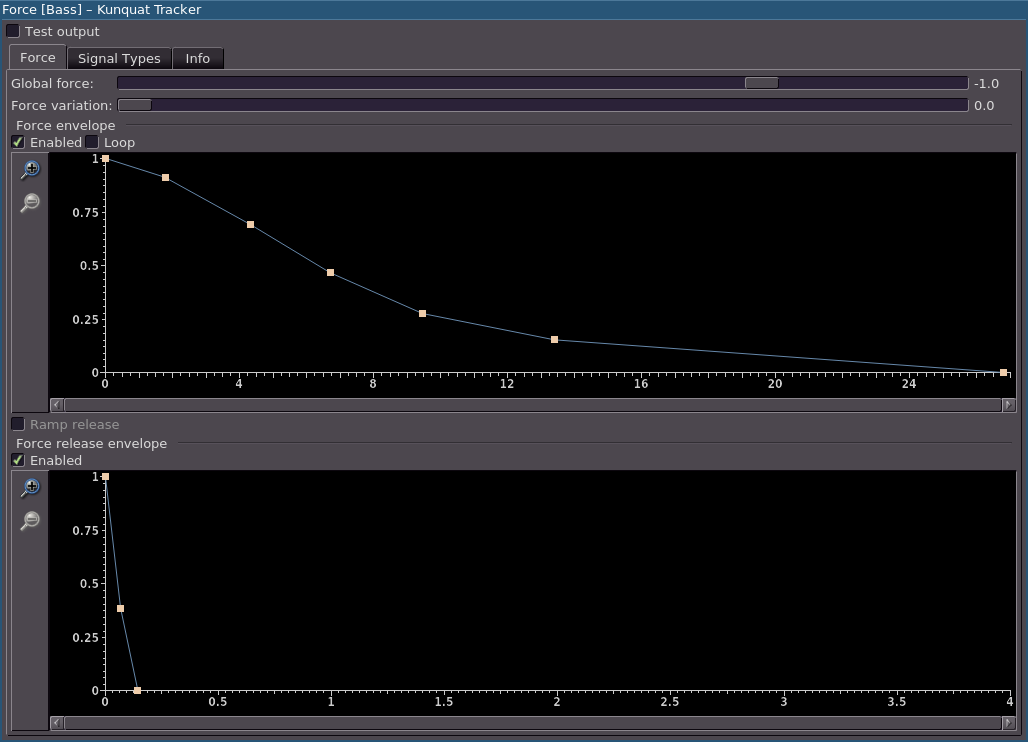 Force [Bass] – Kunquat Tracker
Test output
Force Signal Types Info
Global force: -1.0
Force variation: 0.0
Force envelope
Enabled Loop
1
0.75
0.5
0.25
0
0 4 8 12 16 20 24
Ramp release
Force release envelope
Enabled
1
0.75
0.5
0.25
0
0 0.5 1 1.5 2 2.5 3 3.5 4